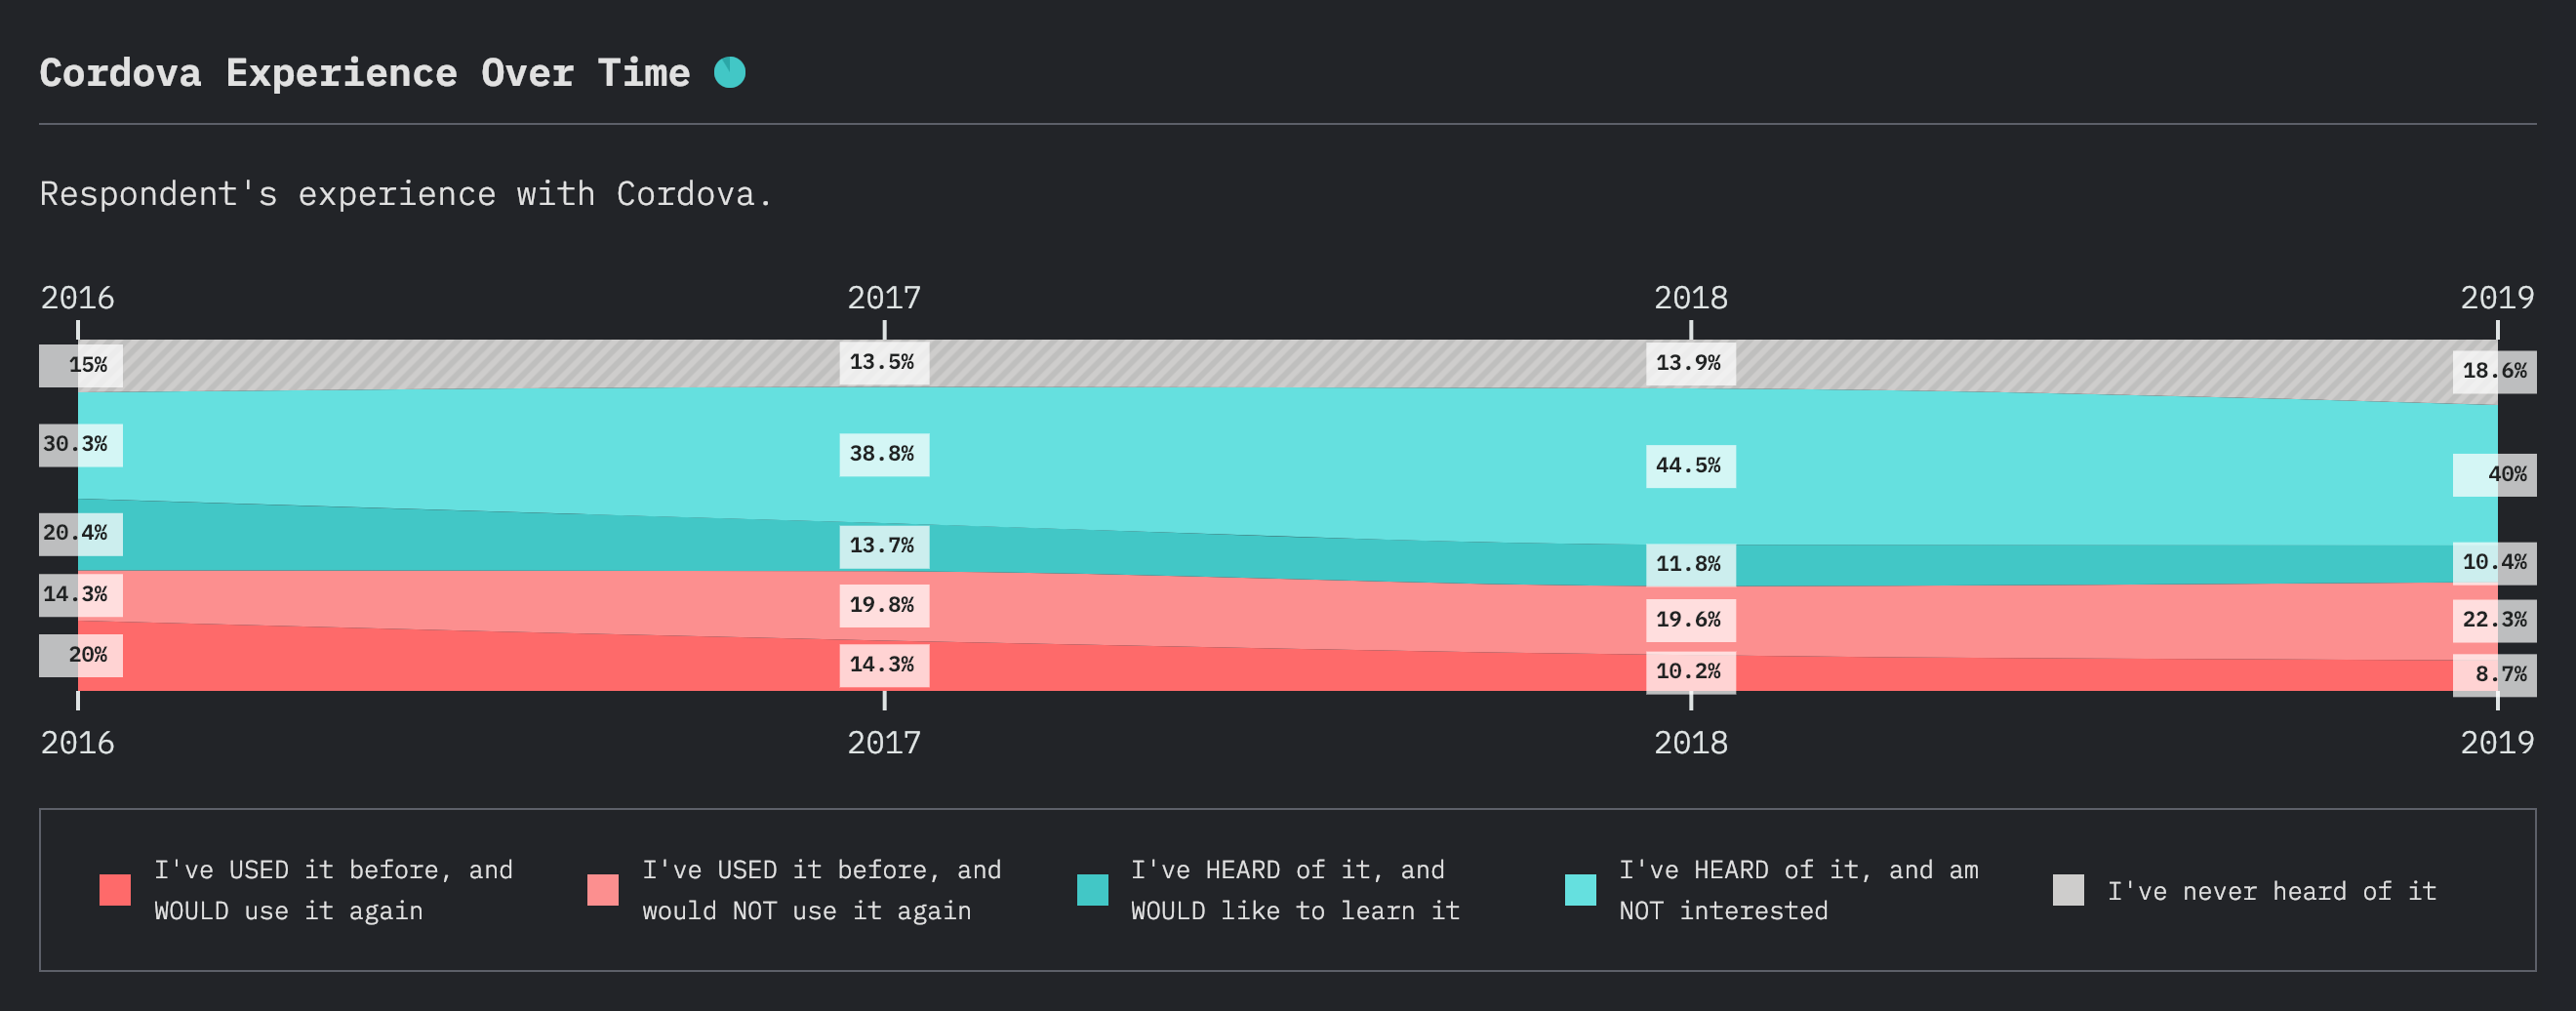 Cordova Experience Over Time
Respondent's experience with Cordova.
2016 2017 2018 2019
15% 13.5% 13.9% 18.6%
30.3% 38.8% 44.5% 40%
20.4% 13.7% 11.8% 10.4%
14.3% 19.8% 19.6% 22.3%
20% 14.3% 10.2% 8.7%
2016 2017 2018 2019
I've USED it before, and
WOULD use it again
I've USED it before, and
would NOT use it again
I've HEARD of it, and
WOULD like to learn it
I've HEARD of it, and am
NOT interested
I've never heard of it